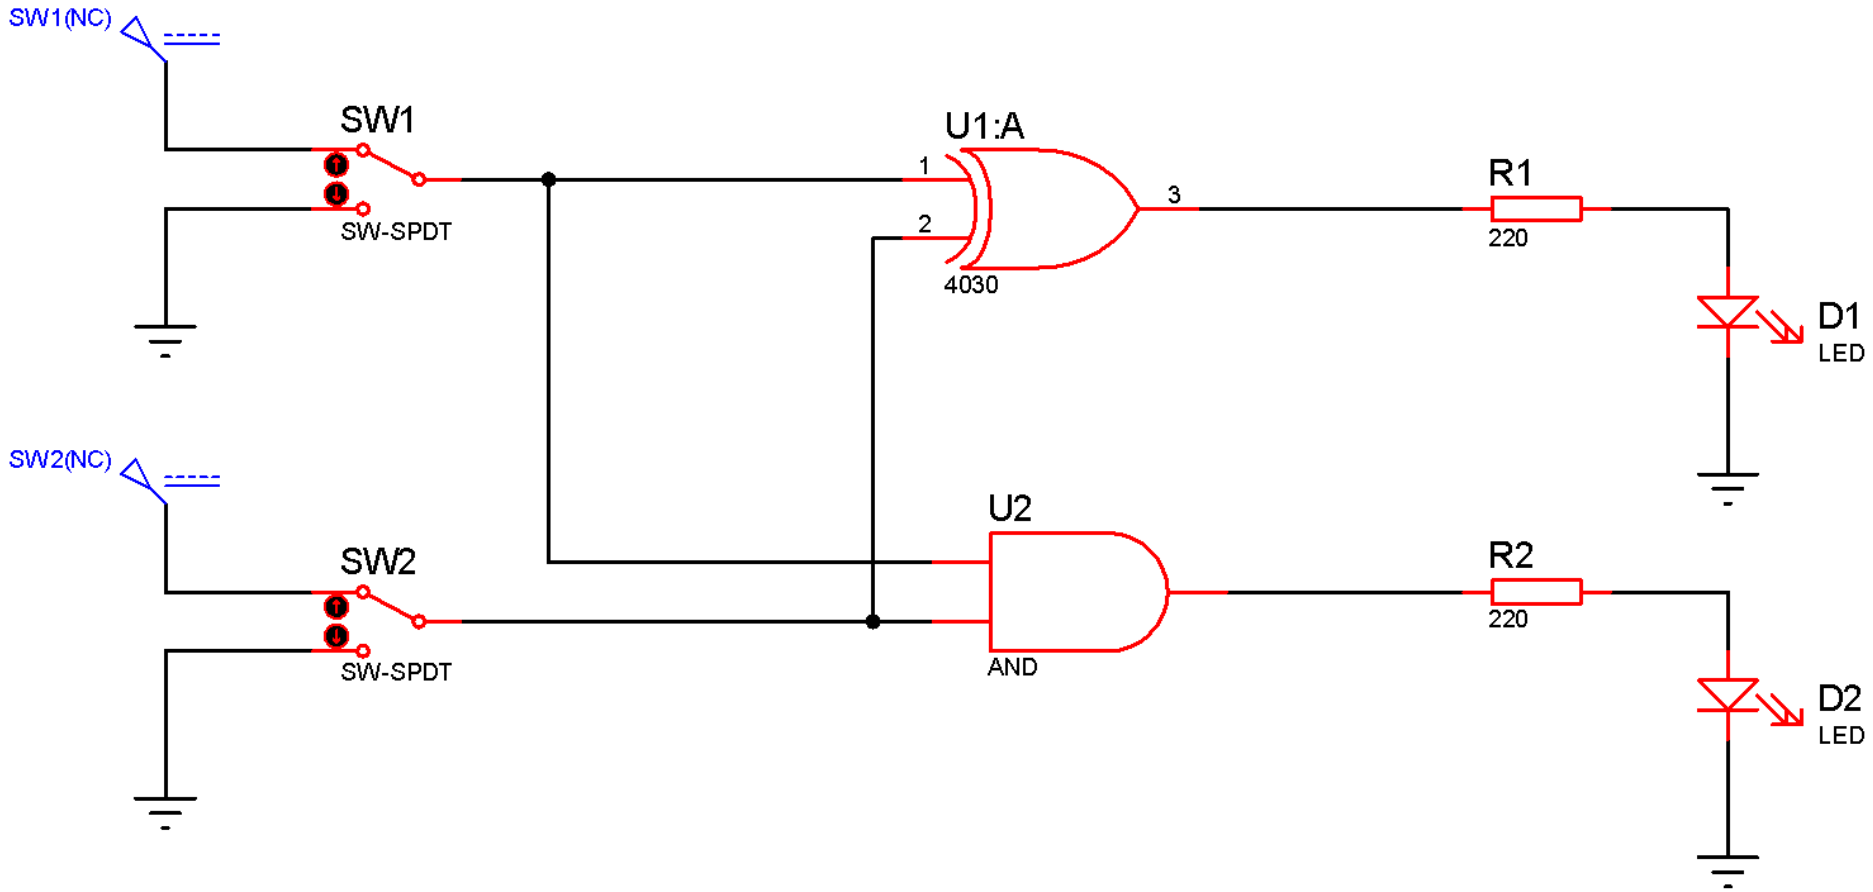 SW1(NC)
SW1
SW-SPDT
U1:A
1
2
3
4030
R1
220
D1
LED
SW2(NC)
SW2
SW-SPDT
U2
AND
R2
220
D2
LED